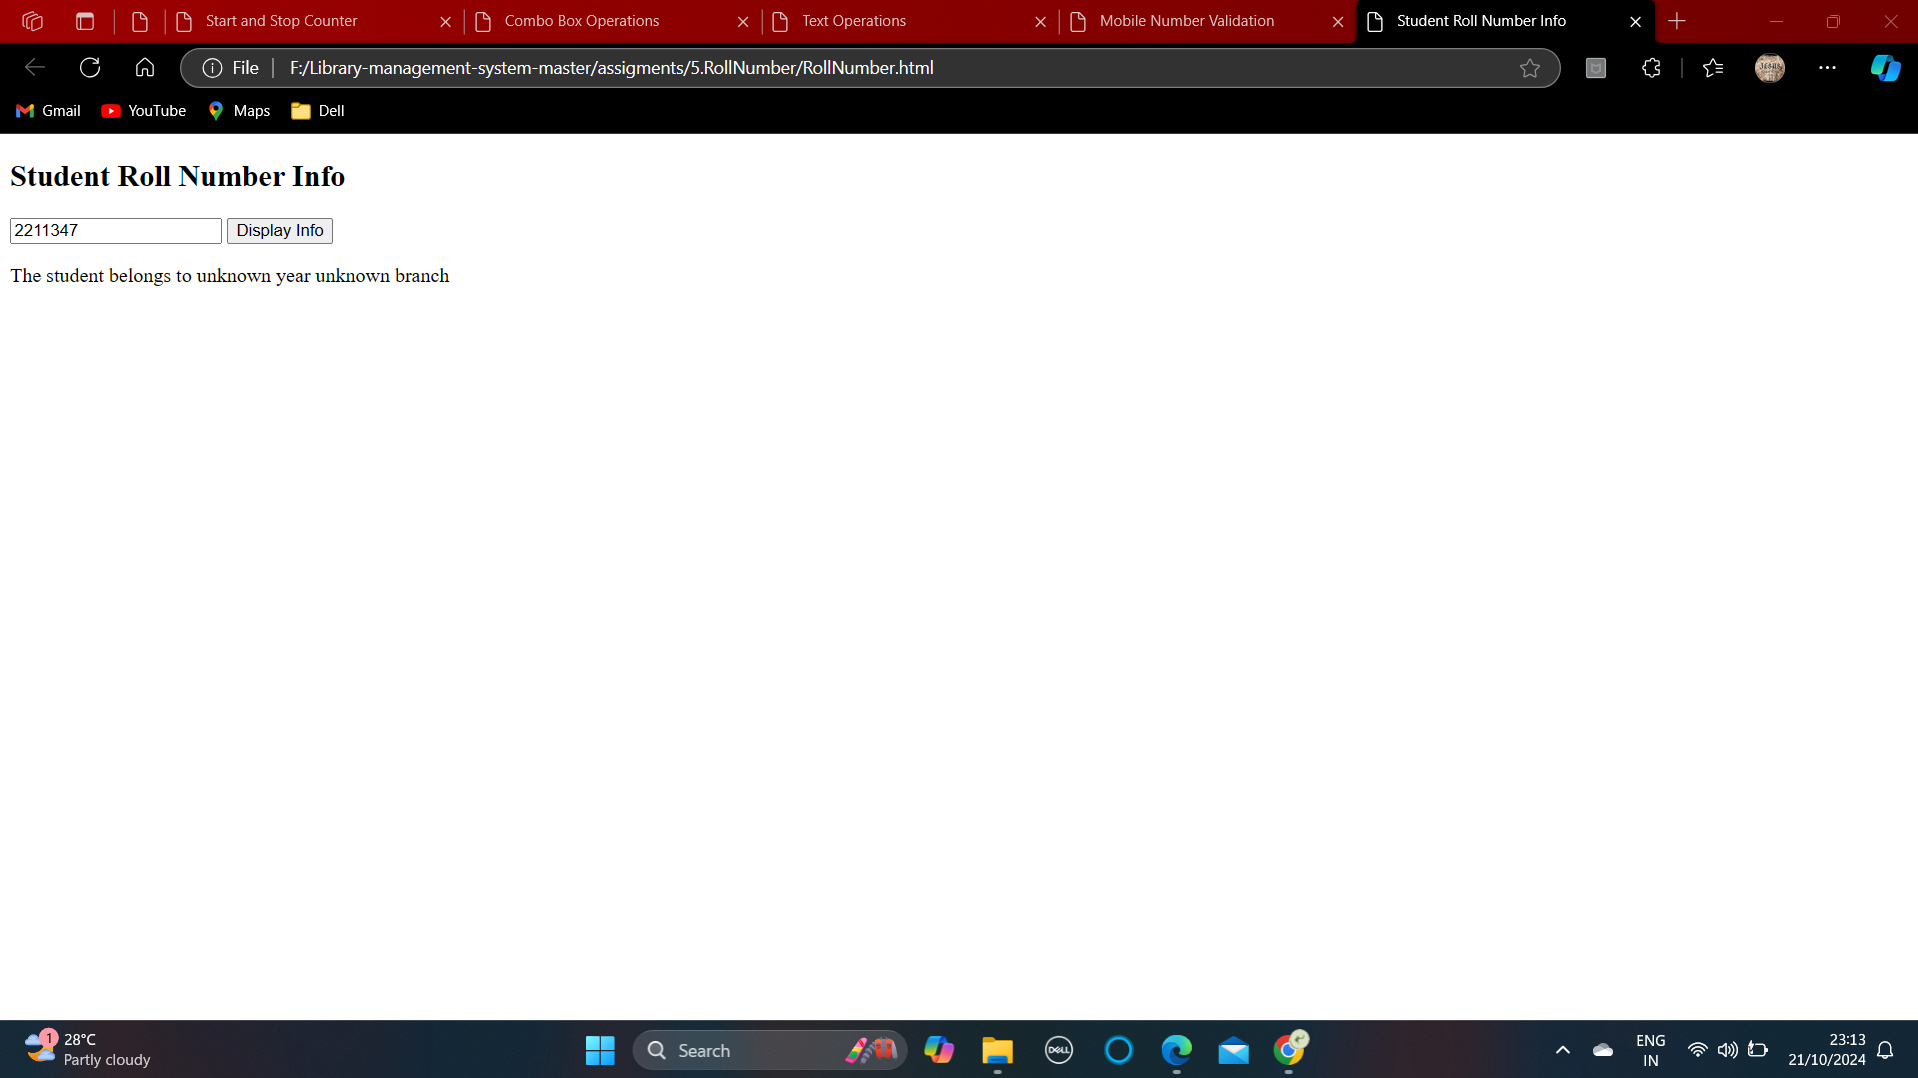 Start and Stop Counter
Combo Box Operations
Text Operations
Mobile Number Validation
Student Roll Number Info
File
F:/Library-management-system-master/assigments/5.RollNumber/RollNumber.html
Gmail
YouTube
Maps
Dell
Student Roll Number Info
2211347
Display Info
The student belongs to unknown year unknown branch
1
28°C
Partly cloudy
Search
DELL
ENG
IN
23:13
21/10/2024